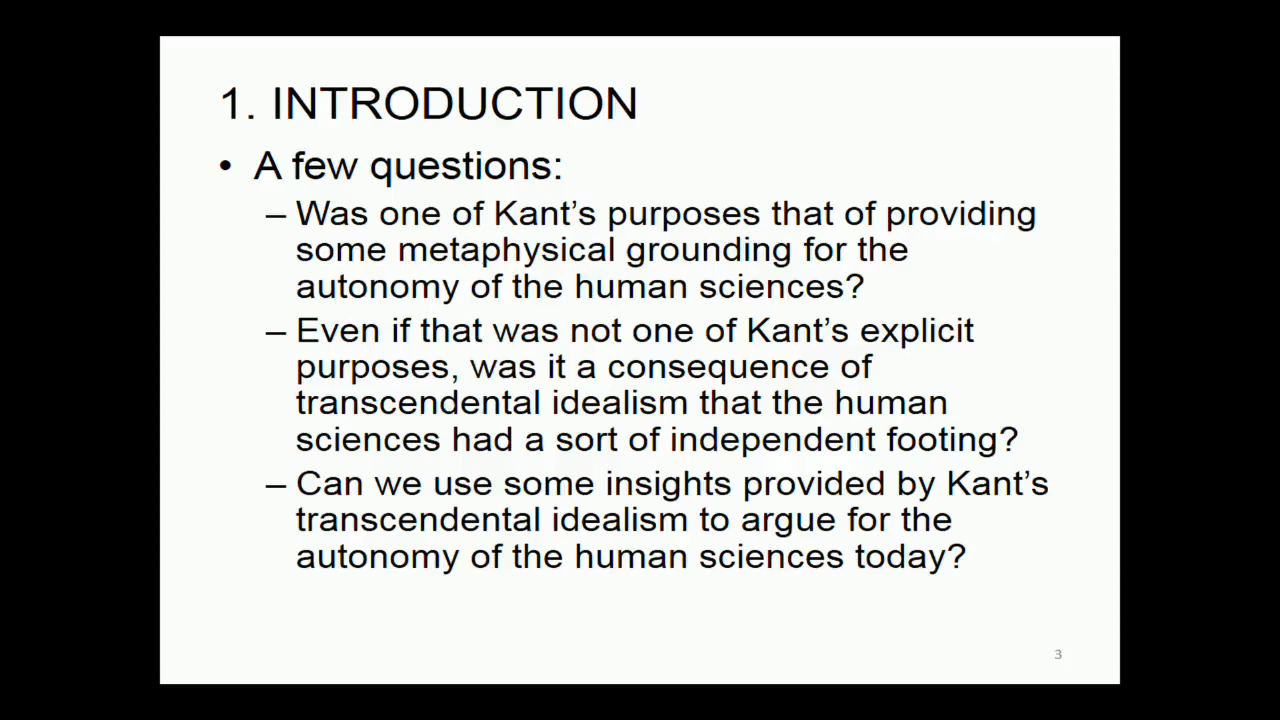 1. INTRODUCTION
• A few questions:
– Was one of Kant’s purposes that of providing
some metaphysical grounding for the
autonomy of the human sciences?
– Even if that was not one of Kant’s explicit
purposes, was it a consequence of
transcendental idealism that the human
sciences had a sort of independent footing?
– Can we use some insights provided by Kant’s
transcendental idealism to argue for the
autonomy of the human sciences today?
3